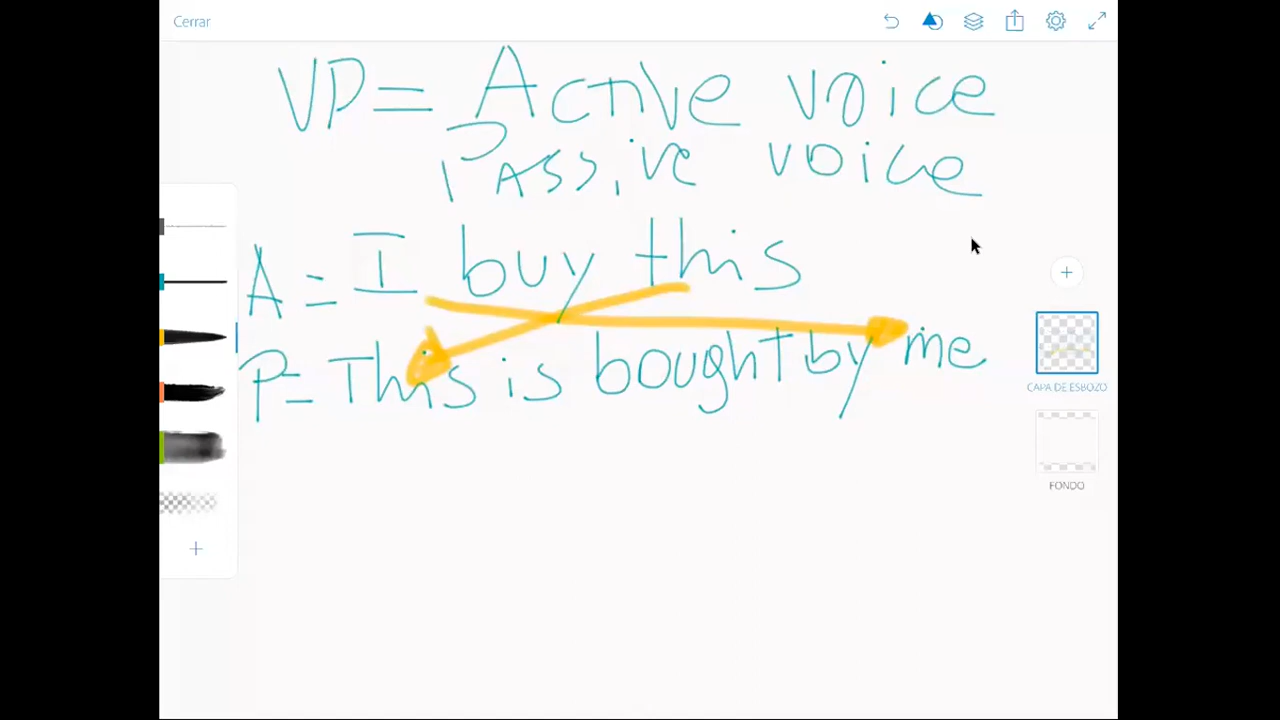 Cerrar
VP= Active voice
Passive voice
A= I buy this
P= This is bought by me
CAPA DE ESBOZO
FONDO